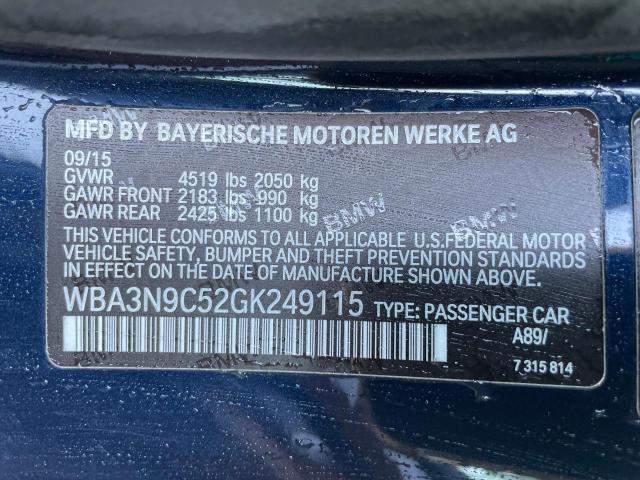 MFD BY BAYERISCHE MOTOREN WERKE AG
09/15
GVWR 4519 lbs 2050 kg
GAWR FRONT 2183 lbs 990 kg
GAWR REAR 2425 lbs 1100 kg
THIS VEHICLE CONFORMS TO ALL APPLICABLE U.S.FEDERAL MOTOR
VEHICLE SAFETY, BUMPER, AND THEFT PREVENTION STANDARDS
IN EFFECT ON THE DATE OF MANUFACTURE SHOWN ABOVE.
WBA3N9C52GK249115 TYPE: PASSENGER CAR
A89/
7 315 814
BMW
BMW
BMW